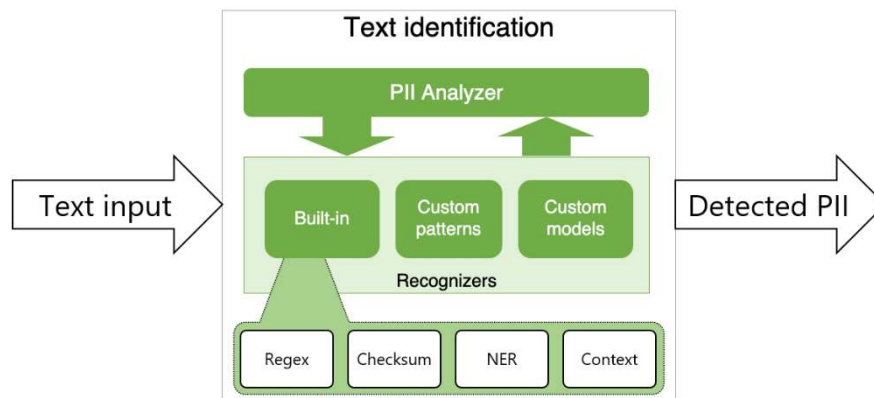 Text identification
PII Analyzer
Text input
Built-in
Custom
patterns
Custom
models
Recognizers
Detected PII
Regex
Checksum
NER
Context